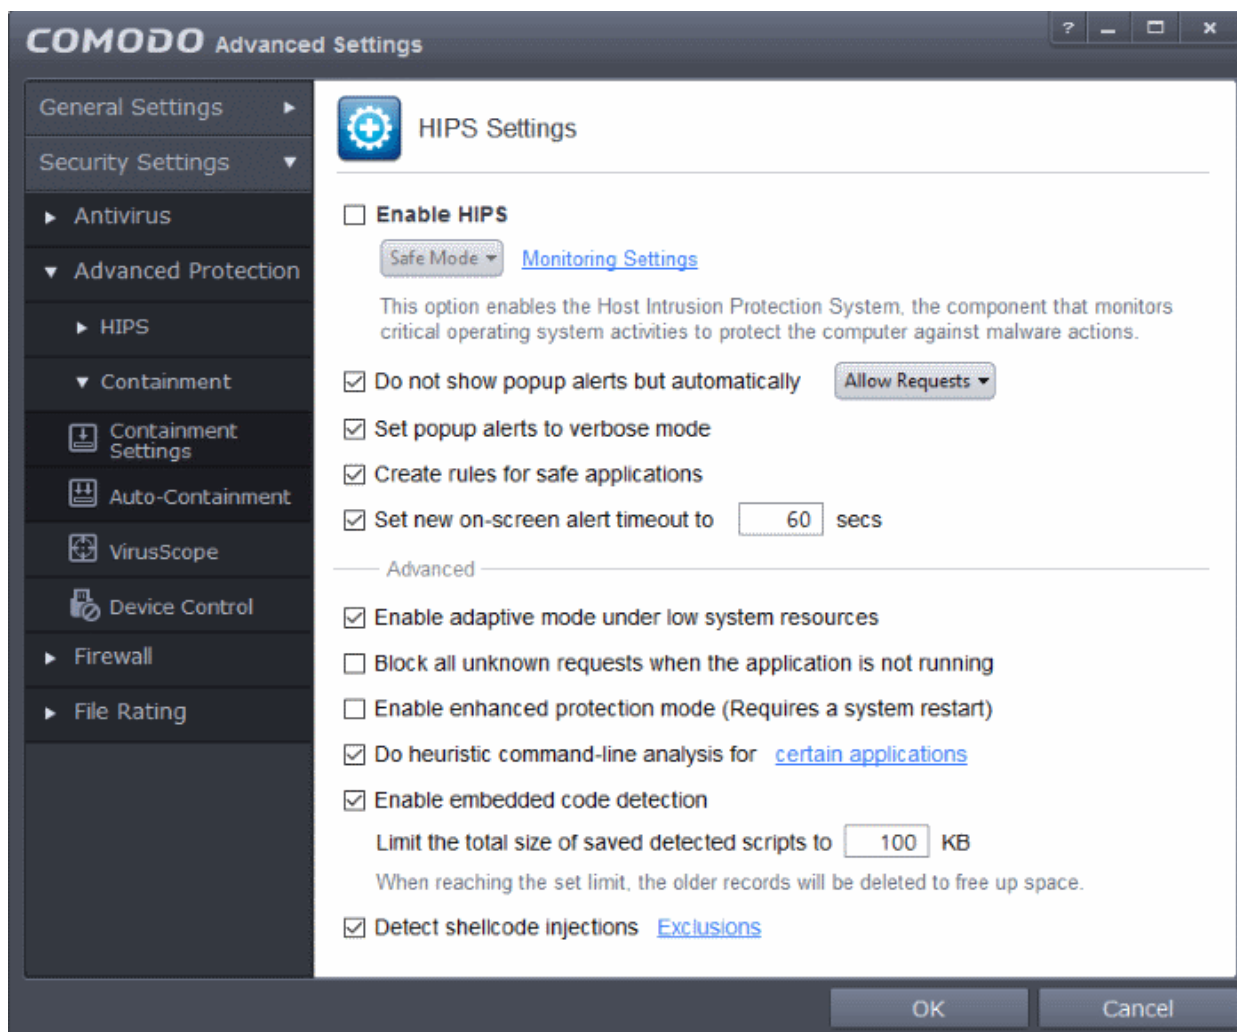 COMODO Advanced Settings
?
General Settings
Security Settings
Antivirus
Advanced Protection
HIPS
Containment
Containment
Settings
Auto-Containment
VirusScope
Device Control
Firewall
File Rating
HIPS Settings
Enable HIPS
Safe Mode Monitoring Settings
This option enables the Host Intrusion Protection System, the component that monitors
critical operating system activities to protect the computer against malware actions.
Do not show popup alerts but automatically Allow Requests
Set popup alerts to verbose mode
Create rules for safe applications
Set new on-screen alert timeout to 60 secs
Advanced
Enable adaptive mode under low system resources
Block all unknown requests when the application is not running
Enable enhanced protection mode (Requires a system restart)
Do heuristic command-line analysis for certain applications
Enable embedded code detection
Limit the total size of saved detected scripts to 100 KB
When reaching the set limit, the older records will be deleted to free up space.
Detect shellcode injections Exclusions
OK Cancel